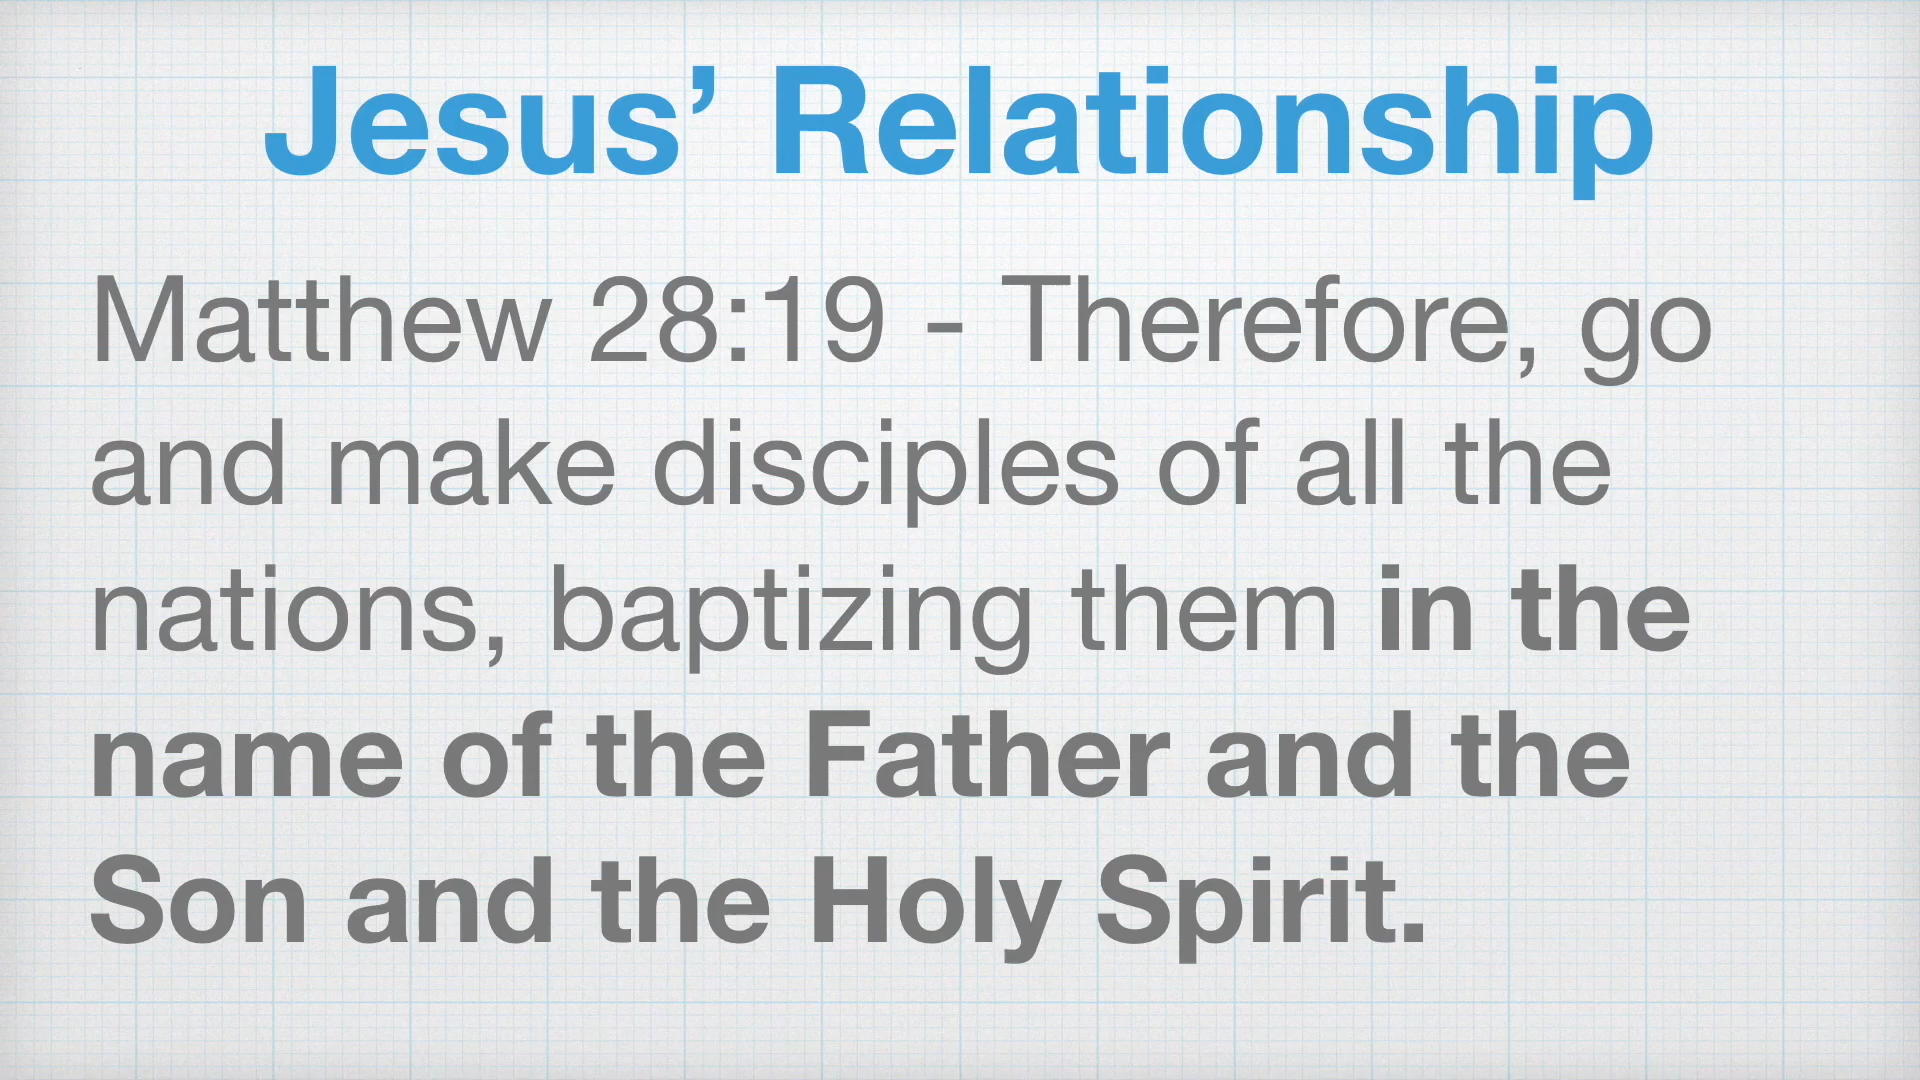 Jesus’ Relationship
Matthew 28:19 - Therefore, go
and make disciples of all the
nations, baptizing them in the
name of the Father and the
Son and the Holy Spirit.